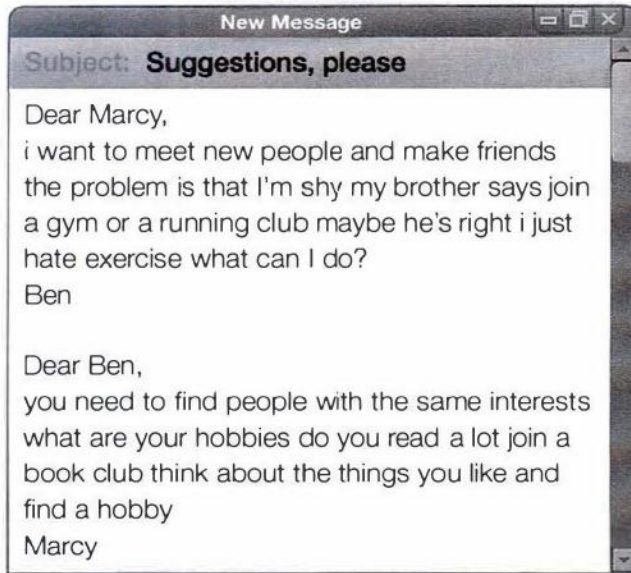 New Message
Subject: Suggestions, please
Dear Marcy,
i want to meet new people and make friends
the problem is that I'm shy my brother says join
a gym or a running club maybe he's right i just
hate exercise what can I do?
Ben
Dear Ben,
you need to find people with the same interests
what are your hobbies do you read a lot join a
book club think about the things you like and
find a hobby
Marcy